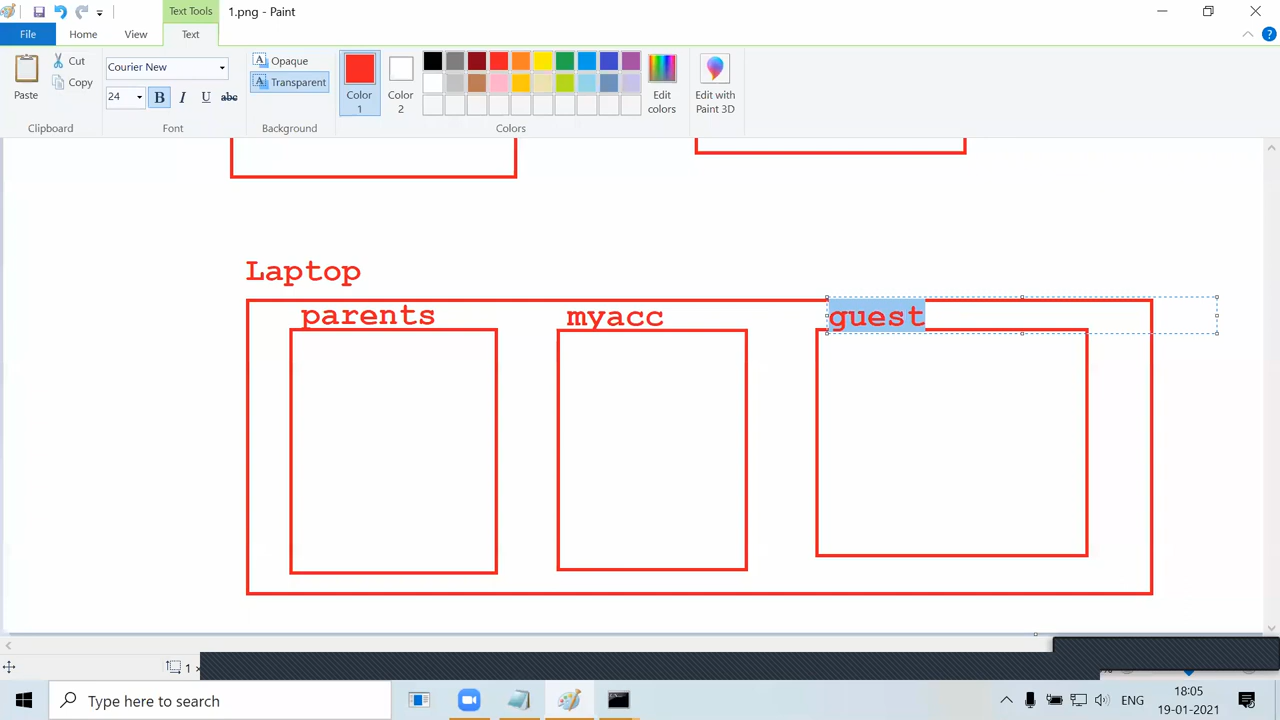 Text Tools
1.png - Paint
File
Home
View
Text
Paste
Cut
Copy
Clipboard
Courier New
24
B
I
U
abc
Font
Opaque
Transparent
Background
Color 1
Color 2
Edit colors
Edit with Paint 3D
Colors
Laptop
parents
myacc
guest
1
Type here to search
ENG
18:05
19-01-2021